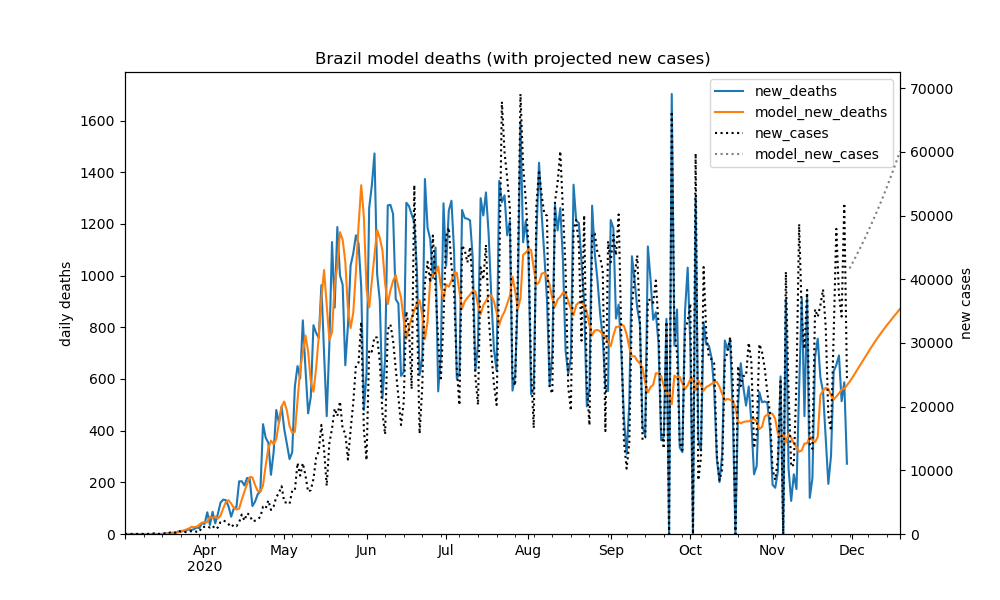 Brazil model deaths (with projected new cases)
new_deaths
model_new_deaths
new_cases
model_new_cases
1600
1400
1200
1000
800
600
400
200
0
daily deaths
70000
60000
50000
40000
30000
20000
10000
0
new cases
Apr
2020
May
Jun
Jul
Aug
Sep
Oct
Nov
Dec